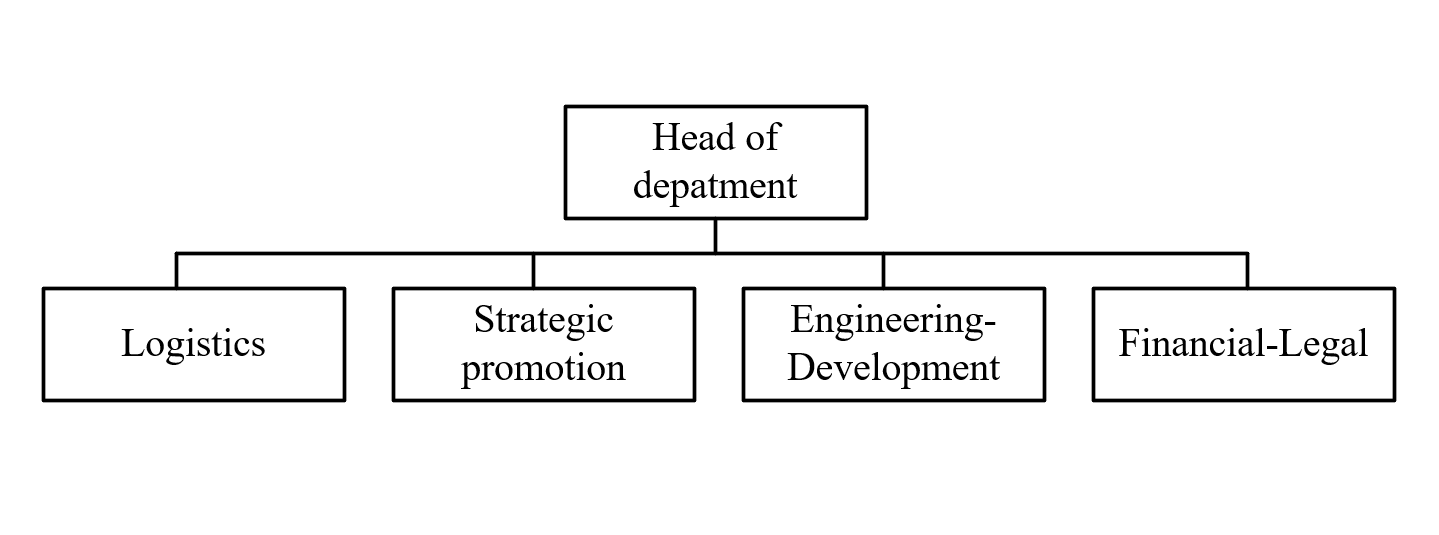 Head of
depatment
Logistics
Strategic
promotion
Engineering-
Development
Financial-Legal